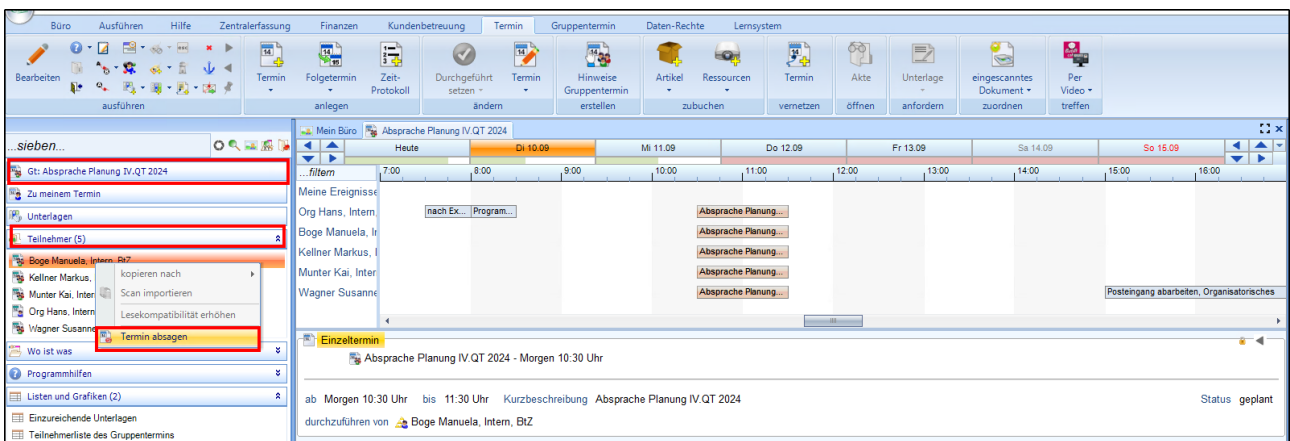 Büro Ausführen Hilfe Zentralerfassung Finanzen Kundenbetreuung Termin Gruppentermin Daten-Rechte Lernsystem
Bearbeiten Termin Folgetermin Zeit- Durchgeführt Termin Hinweise Artikel Ressourcen Termin Akte Unterlage eingescanntes Per
Protokoll setzen Gruppentermin Dokument Video
ausführen anlegen ändern erstellen zubuchen vernetzen öffnen anfordern zuordnen treffen
Mein Büro Absprache Planung IV.QT 2024
...sieben...
Heute Di 10.09 Mi 11.09 Do 12.09 Fr 13.09 Sa 14.09 So 15.09
Gt: Absprache Planung IV.QT 2024
...filtern 7:00 8:00 9:00 10:00 11:00 12:00 13:00 14:00 15:00 16:00
Zu meinem Termin
Meine Ereignisse
Unterlagen
Org Hans, Intern, nach Ex... Program... Absprache Planung...
Teilnehmer (5)
Boge Manuela, In Absprache Planung...
Boge Manuela, Intern, BtZ
Kellner Markus, I Absprache Planung...
Kellner Markus, kopieren nach
Munter Kai, Inter Absprache Planung...
Munter Kai, Inter Scan importieren
Wagner Susanne Absprache Planung... Posteingang abarbeiten, Organisatorisches
Org Hans, Intern Lesekompatibilität erhöhen
Wagner Susanne Termin absagen
Einzeltermin
Wo ist was
Absprache Planung IV.QT 2024 - Morgen 10:30 Uhr
Programmhilfen
Listen und Grafiken (2)
ab Morgen 10:30 Uhr bis 11:30 Uhr Kurzbeschreibung Absprache Planung IV.QT 2024 Status geplant
Einzureichende Unterlagen
durchzuführen von Boge Manuela, Intern, BtZ
Teilnehmerliste des Gruppentermins